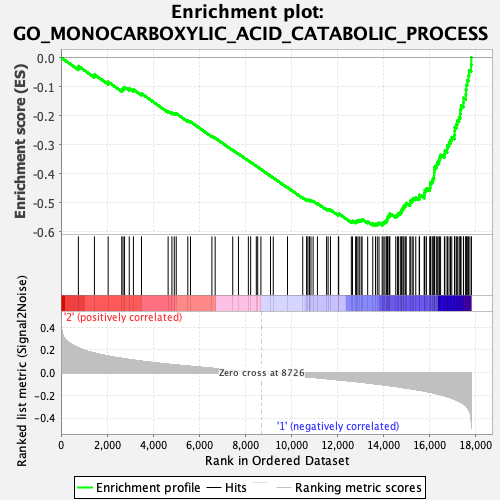 Enrichment plot:
GO_MONOCARBOXYLIC_ACID_CATABOLIC_PROCESS
Enrichment score (ES)
0.0
-0.1
-0.2
-0.3
-0.4
-0.5
-0.6
Ranked list metric (Signal2Noise)
'2' (positively correlated)
0.4
0.2
0.0
-0.2
-0.4
Zero cross at 8726
'1' (negatively correlated)
0 2,000 4,000 6,000 8,000 10,000 12,000 14,000 16,000 18,000
Rank in Ordered Dataset
Enrichment profile Hits Ranking metric scores